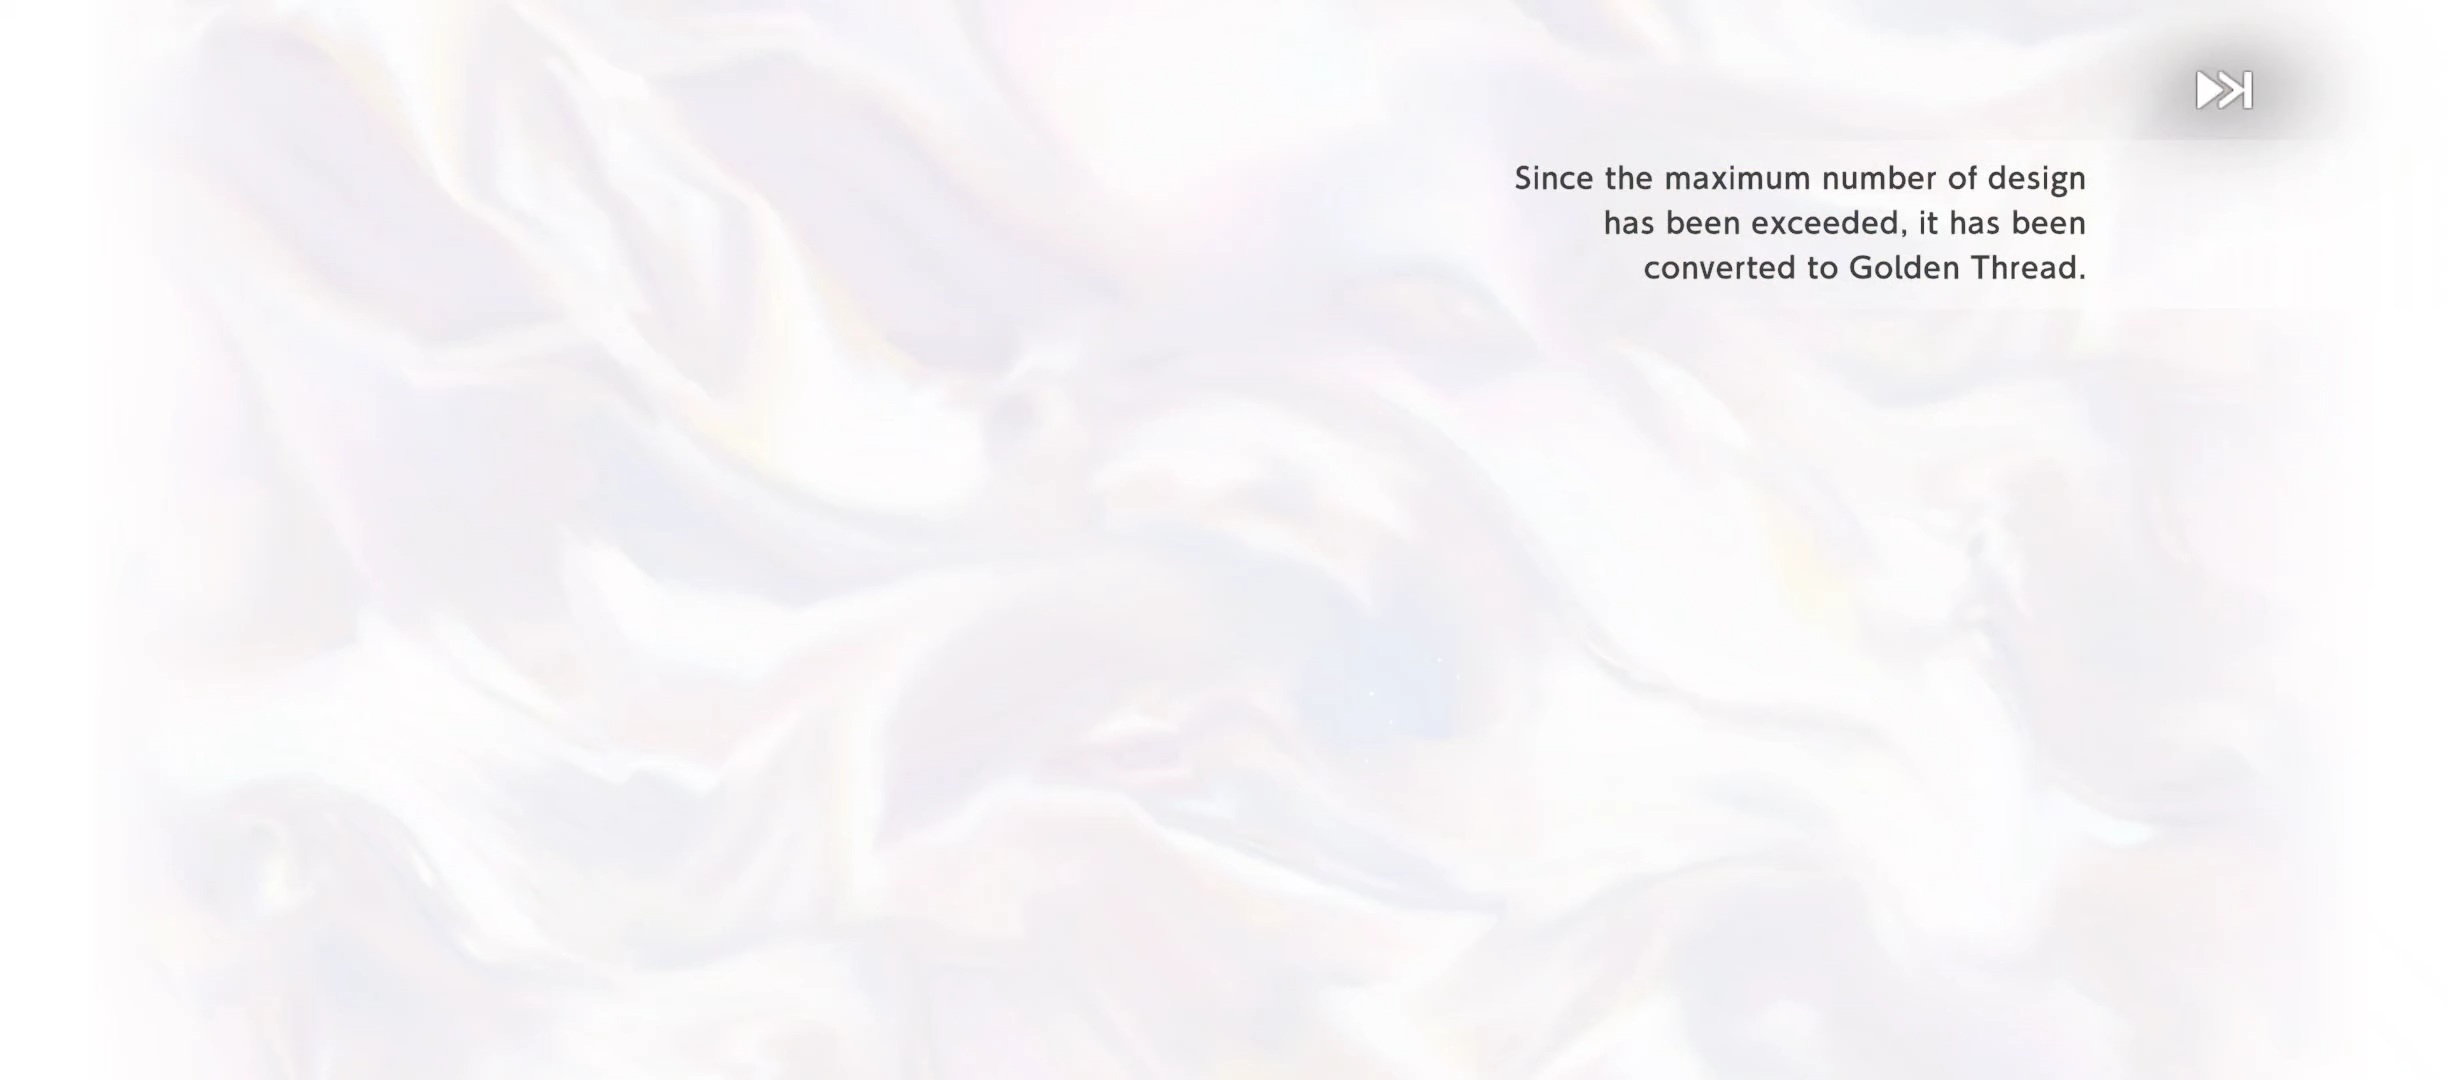 Since the maximum number of design
has been exceeded, it has been
converted to Golden Thread.